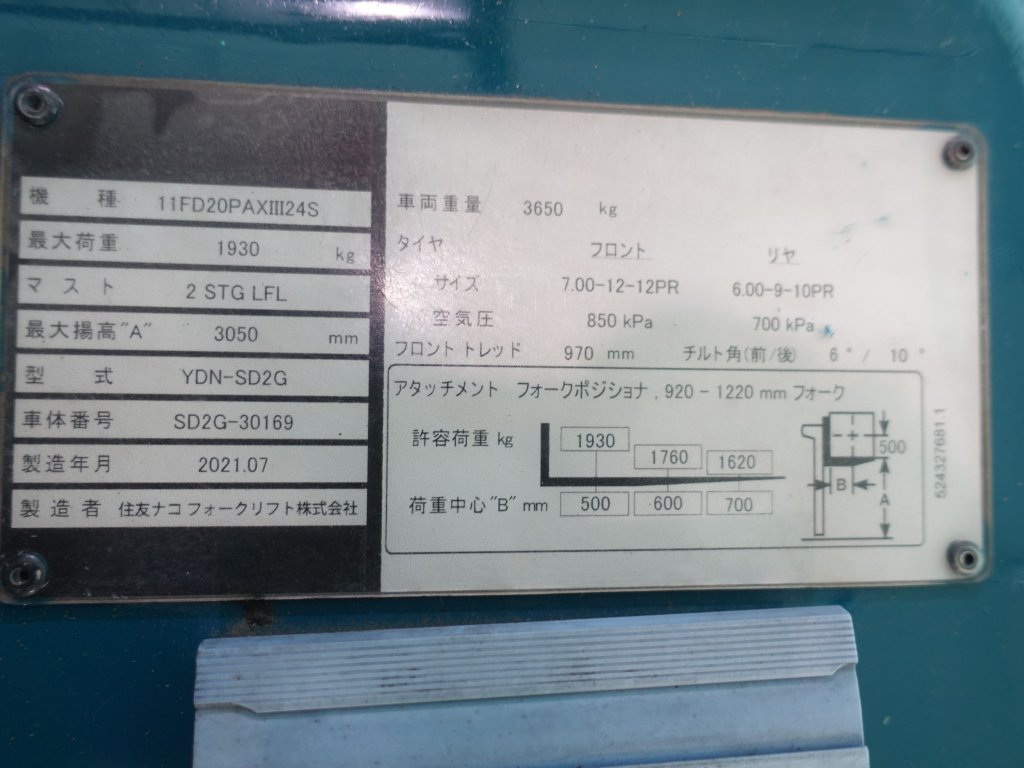 機種 11FD20PAXIII24S
最大荷重 1930 kg
マスト 2 STG LFL
最大揚高"A" 3050 mm
型式 YDN-SD2G
車体番号 SD2G-30169
製造年月 2021.07
製造者 住友ナコ フォークリフト株式会社
車両重量 3650 kg
タイヤ フロント リヤ
サイズ 7.00-12-12PR 6.00-9-10PR
空気圧 850 kPa 700 kPa
フロント トレッド 970 mm チルト角(前/後) 6° / 10°
アタッチメント フォークポジショナ , 920 - 1220 mm フォーク
許容荷重 kg 1930 1760 1620
荷重中心"B" mm 500 600 700
500
B
A
524327681.1